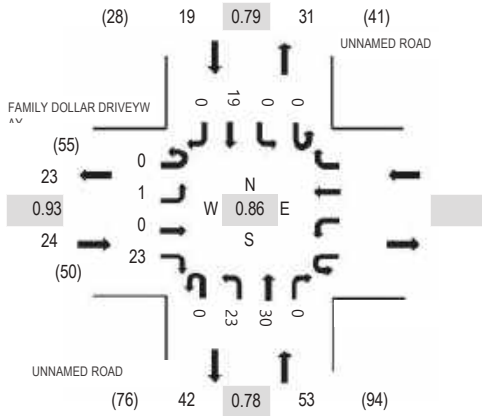 (28) 19 0.79 31 (41)
UNNAMED ROAD
0 19 0 0
FAMILY DOLLAR DRIVEYW
AY
(55)
0
23
1
N
0.93
W 0.86 E
0
24
S
23
(50)
0 23 30 0
UNNAMED ROAD
(76) 42 0.78 53 (94)